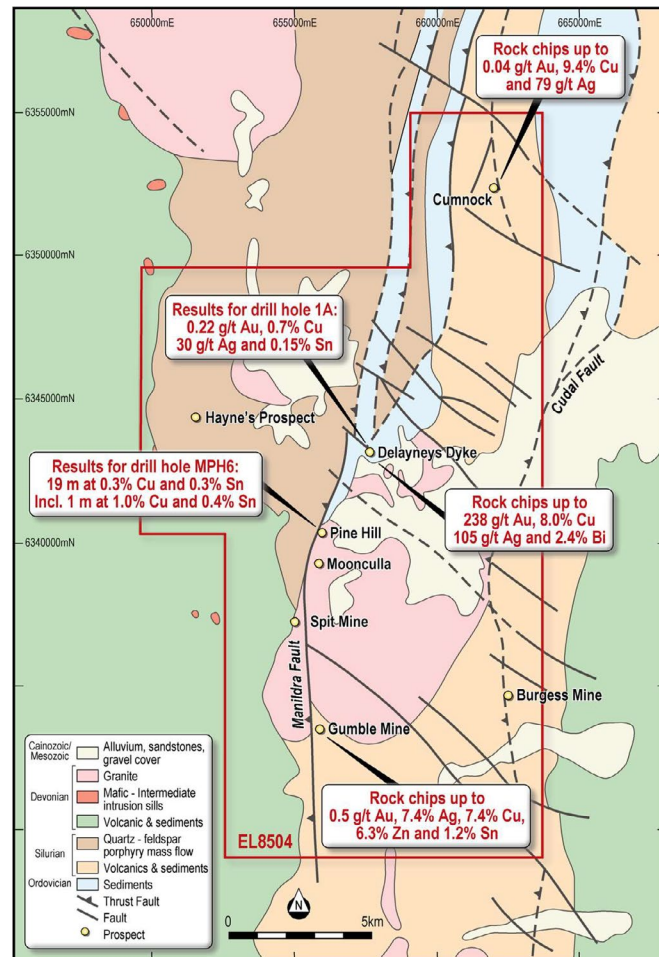 650000mE
655000mE
660000mE
665000mE
6355000mN
6350000mN
6345000mN
6340000mN
Rock chips up to
0.04 g/t Au, 9.4% Cu
and 79 g/t Ag
Cumnock
Results for drill hole 1A:
0.22 g/t Au, 0.7% Cu
30 g/t Ag and 0.15% Sn
Cudal Fault
Hayne's Prospect
Delayneys Dyke
Results for drill hole MPH6:
19 m at 0.3% Cu and 0.3% Sn
Incl. 1 m at 1.0% Cu and 0.4% Sn
Rock chips up to
238 g/t Au, 8.0% Cu
105 g/t Ag and 2.4% Bi
Pine Hill
Moonculla
Spit Mine
Manildra Fault
Burgess Mine
Gumble Mine
Rock chips up to
0.5 g/t Au, 7.4% Ag, 7.4% Cu,
6.3% Zn and 1.2% Sn
EL8504
Cainozoic/
Mesozoic
Alluvium, sandstones,
gravel cover
Devonian
Granite
Mafic - Intermediate
intrusion sills
Volcanic & sediments
Silurian
Quartz - feldspar
porphyry mass flow
Volcanics & sediments
Ordovician
Sediments
Thrust Fault
Fault
Prospect
N
0
5km